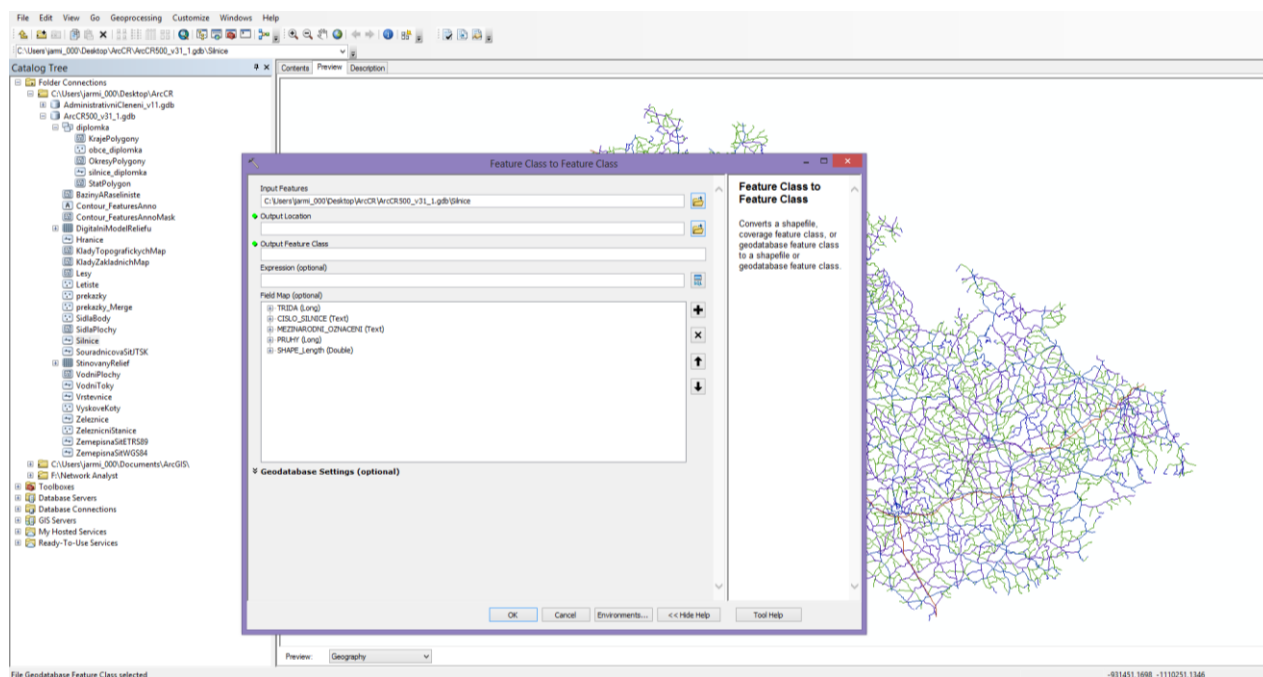 File Edit View Go Geoprocessing Customize Windows Help
C:\Users\jarmi_000\Desktop\ArcCR\ArcCR500_v31_1.gdb\Silnice
Catalog Tree
Folder Connections
C:\Users\jarmi_000\Desktop\ArcCR
AdministrativniCleneni_v11.gdb
ArcCR500_v31_1.gdb
diplomka
KrajePolygony
obce_diplomka
OkresyPolygony
silnice_diplomka
StatPolygon
BazinyARaseliniste
Contour_FeaturesAnno
Contour_FeaturesAnnoMask
DigitalniModelReliefu
Hranice
KladyTopografickychMap
KladyZakladnichMap
Lesy
Letiste
prekazky
prekazky_Merge
SidlaBody
SidlaPlochy
Silnice
SouradnicovaSitJTSK
StinovanyRelief
VodniPlochy
VodniToky
Vrstevnice
VyskoveKoty
Zeleznice
ZeleznicniStanice
ZemepisnaSitETRS89
ZemepisnaSitWGS84
C:\Users\jarmi_000\Documents\ArcGIS\
F:\Network Analyst
Toolboxes
Database Servers
Database Connections
GIS Servers
My Hosted Services
Ready-To-Use Services
Contents Preview Description
Feature Class to Feature Class
Input Features
C:\Users\jarmi_000\Desktop\ArcCR\ArcCR500_v31_1.gdb\Silnice
Output Location
Output Feature Class
Expression (optional)
Field Map (optional)
TRIDA (Long)
CISLO_SILNICE (Text)
MEZINARODNI_OZNACENI (Text)
PRUHY (Long)
SHAPE_Length (Double)
Geodatabase Settings (optional)
OK Cancel Environments... << Hide Help Tool Help
Feature Class to
Feature Class
Converts a shapefile,
coverage feature class, or
geodatabase feature class
to a shapefile or
geodatabase feature class.
Preview: Geography
File Geodatabase Feature Class selected
-931451,1698 -1110251,1346